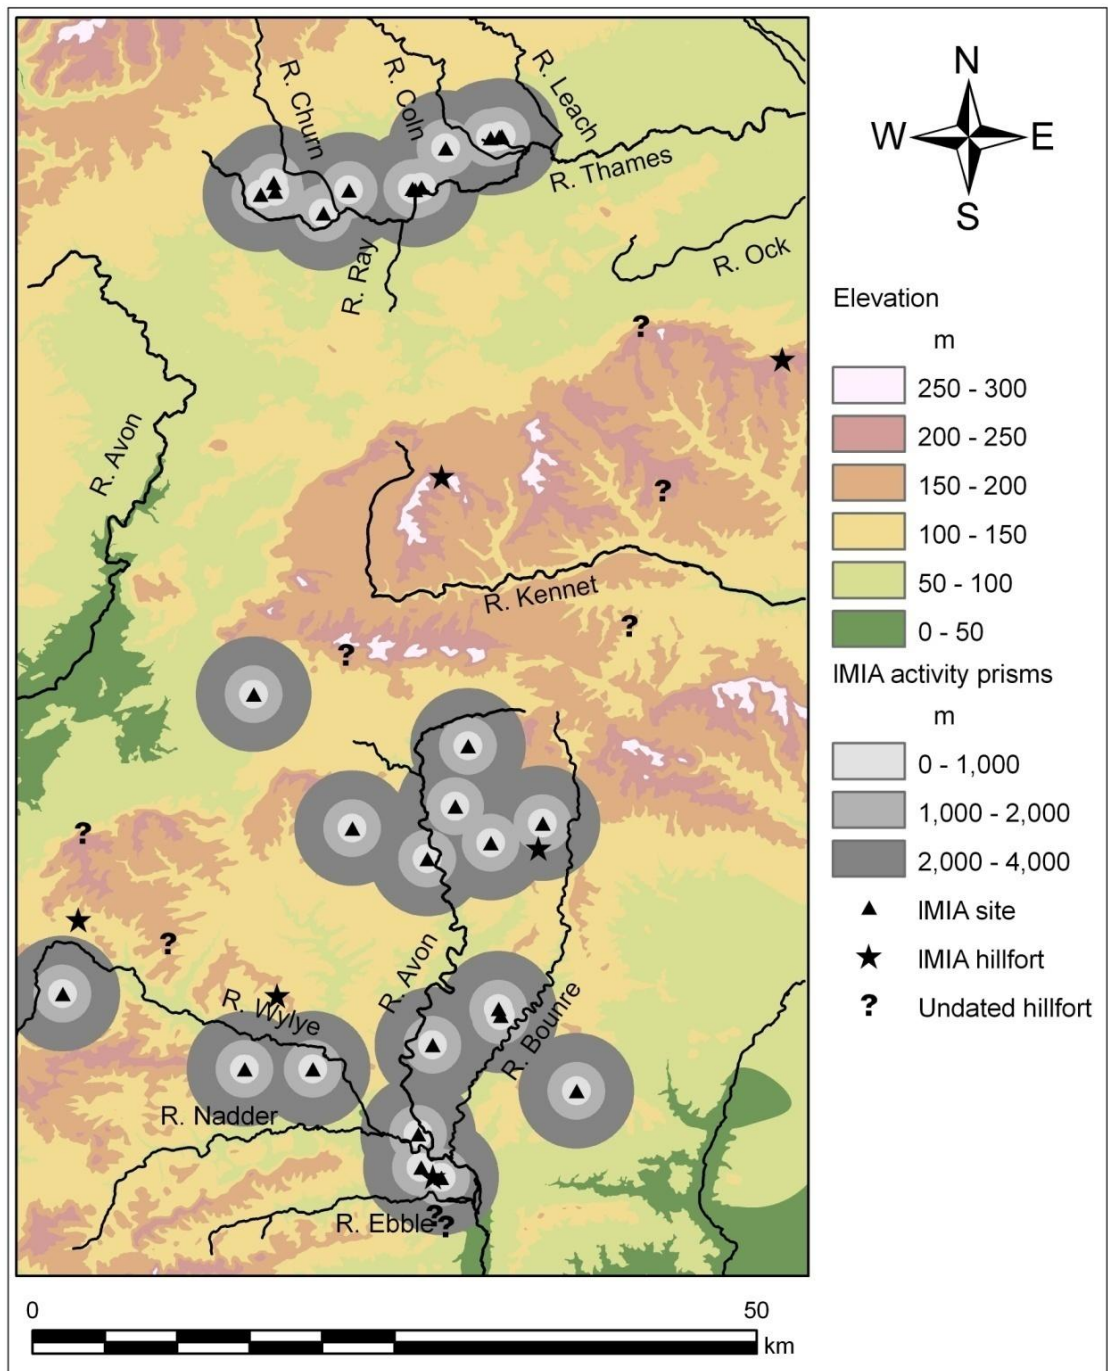 R. Churn
R. Coln
R. Leach
R. Thames
R. Ray
R. Ock
?
R. Avon
?
R. Kennet
?
?
?
?
R. Avon
R. Wylye
R. Bounre
R. Nadder
R. Ebble
?
?
N
W
E
S
Elevation
m
250 - 300
200 - 250
150 - 200
100 - 150
50 - 100
0 - 50
IMIA activity prisms
m
0 - 1,000
1,000 - 2,000
2,000 - 4,000
IMIA site
IMIA hillfort
? Undated hillfort
0
50
km